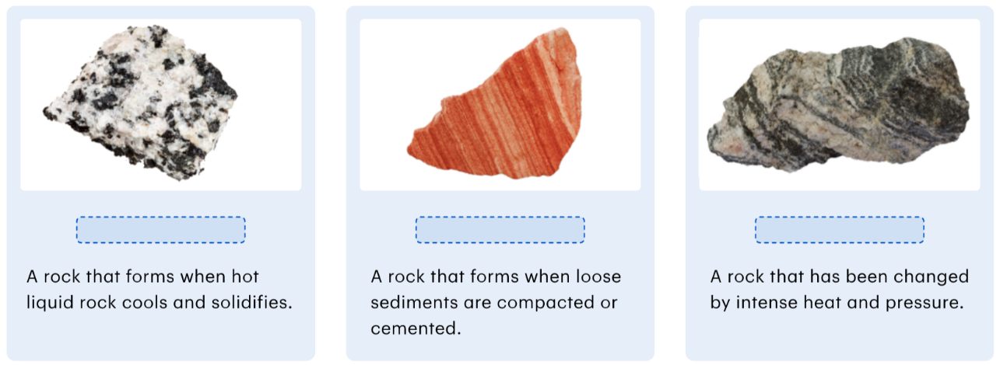 A rock that forms when hot
liquid rock cools and solidifies.
A rock that forms when loose
sediments are compacted or
cemented.
A rock that has been changed
by intense heat and pressure.